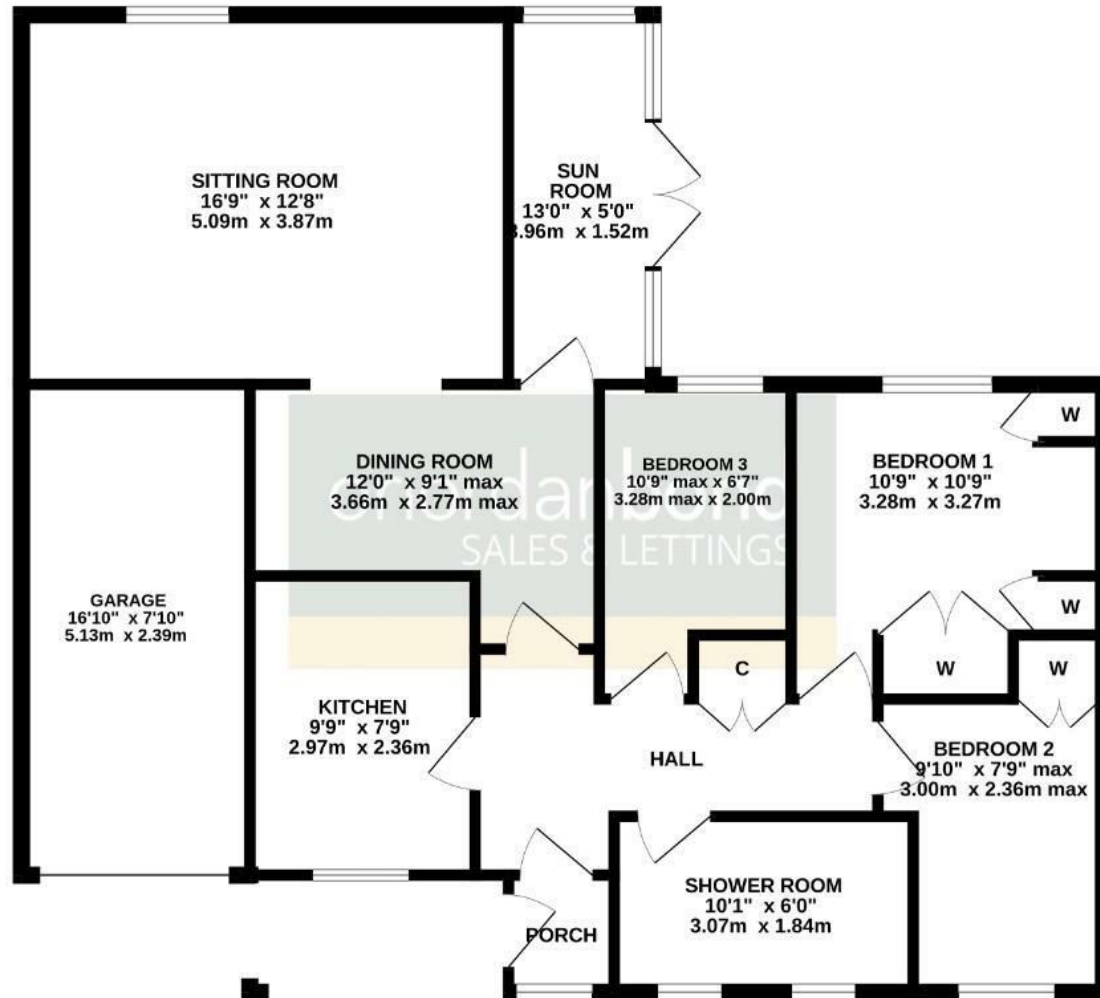 SITTING ROOM
16'9" x 12'8"
5.09m x 3.87m
SUN
ROOM
13'0" x 5'0"
3.96m x 1.52m
DINING ROOM
12'0" x 9'1" max
3.66m x 2.77m max
BEDROOM 3
10'9" max x 6'7"
3.28m max x 2.00m
BEDROOM 1
10'9" x 10'9"
3.28m x 3.27m
W
W
W
W
C
SALES & LETTINGS
GARAGE
16'10" x 7'10"
5.13m x 2.39m
KITCHEN
9'9" x 7'9"
2.97m x 2.36m
HALL
BEDROOM 2
9'10" x 7'9" max
3.00m x 2.36m max
SHOWER ROOM
10'1" x 6'0"
3.07m x 1.84m
PORCH